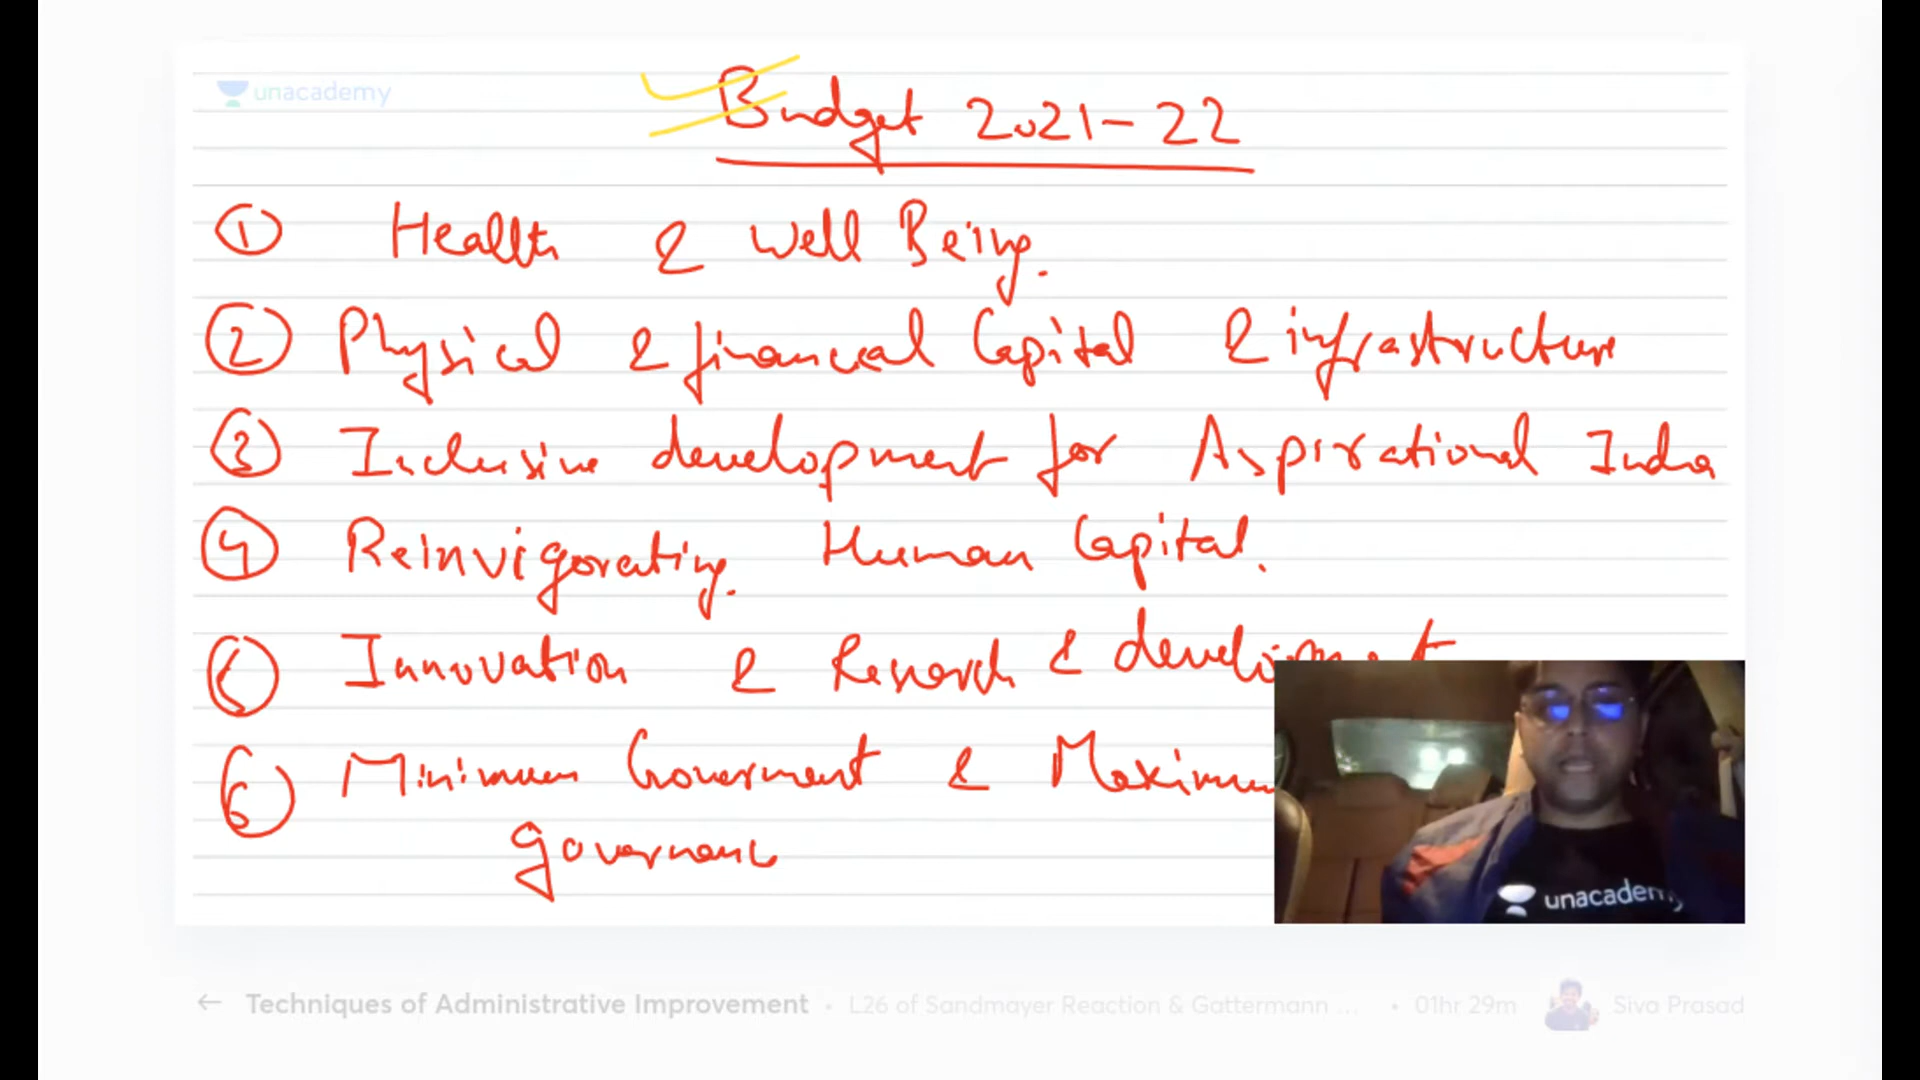 unacademy
Budget 2021-22
① Health & Well Being.
② Physical & financial Capital & infrastructure
③ Inclusive development for Aspirational India
④ Reinvigorating. Human Capital.
⑤ Innovation & Research & development
⑥ Minimum Government & Maximum
governance
unacademy
← Techniques of Administrative Improvement • L26 of Sandmayer Reaction & Gattermann ... • 01hr 29m Siva Prasad